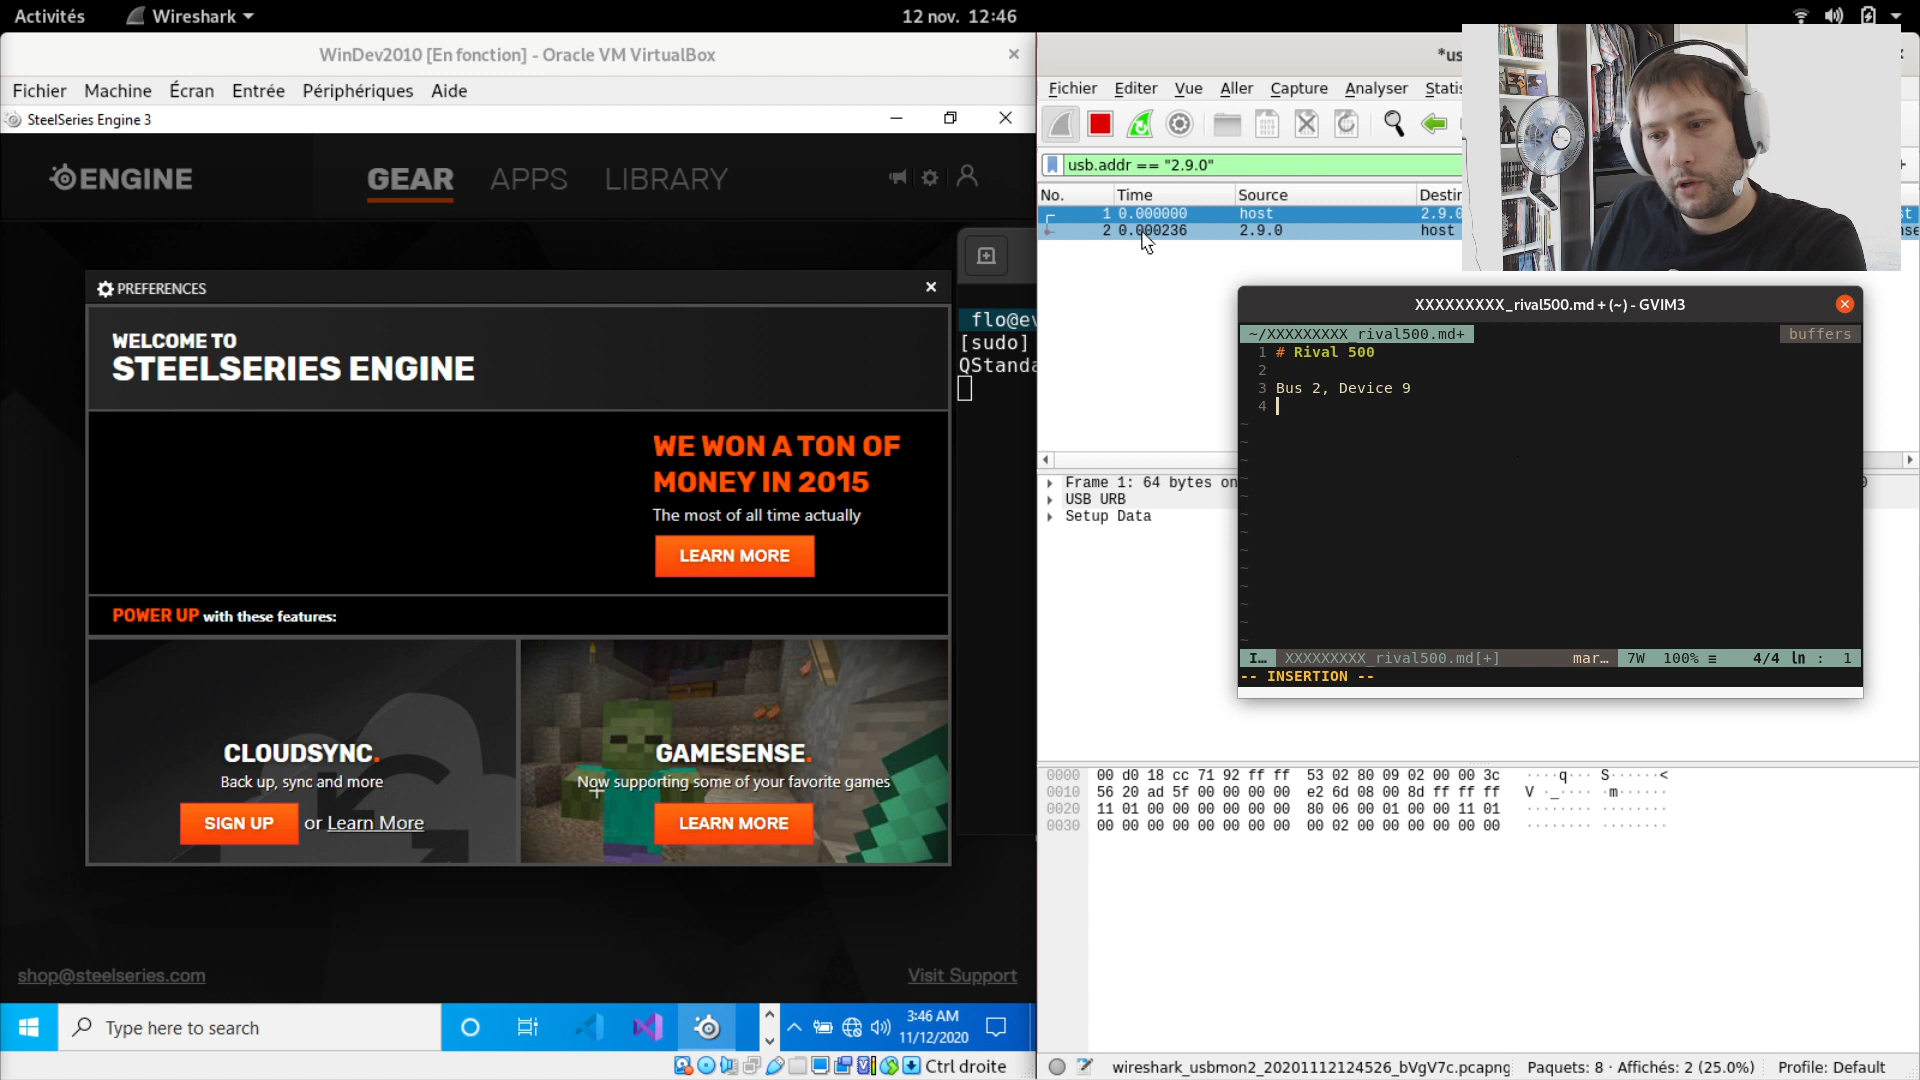 Activités
Wireshark
12 nov. 12:46
WinDev2010 [En fonction] - Oracle VM VirtualBox
Fichier Machine Écran Entrée Périphériques Aide
SteelSeries Engine 3
ENGINE
GEAR APPS LIBRARY
PREFERENCES
WELCOME TO
STEELSERIES ENGINE
WE WON A TON OF
MONEY IN 2015
The most of all time actually
LEARN MORE
POWER UP with these features:
CLOUDSYNC.
Back up, sync and more
SIGN UP or Learn More
GAMESENSE.
Now supporting some of your favorite games
LEARN MORE
shop@steelseries.com
Visit Support
Type here to search
3:46 AM
11/12/2020
Ctrl droite
flo@ev
[sudo]
QStanda
*us
Fichier Editer Vue Aller Capture Analyser Statis
usb.addr == "2.9.0"
No. Time Source Destin
1 0.000000 host 2.9.0
2 0.000236 2.9.0 host
Frame 1: 64 bytes on
USB URB
Setup Data
XXXXXXXXX_rival500.md + (~) - GVIM3
~/XXXXXXXXX_rival500.md+
buffers
1 # Rival 500
2
3 Bus 2, Device 9
4
I... XXXXXXXXX_rival500.md[+] mar... 7W 100% ≡ 4/4 ln : 1
-- INSERTION --
0000 00 d0 18 cc 71 92 ff ff 53 02 80 09 02 00 00 3c ····q··· S······<
0010 56 20 ad 5f 00 00 00 00 e2 6d 08 00 8d ff ff ff V ·_···· ·m······
0020 11 01 00 00 00 00 00 00 80 06 00 01 00 00 11 01 ········ ········
0030 00 00 00 00 00 00 00 00 00 02 00 00 00 00 00 00 ········ ········
wireshark_usbmon2_20201112124526_bVgV7c.pcapng
Paquets: 8 · Affichés: 2 (25.0%)
Profile: Default